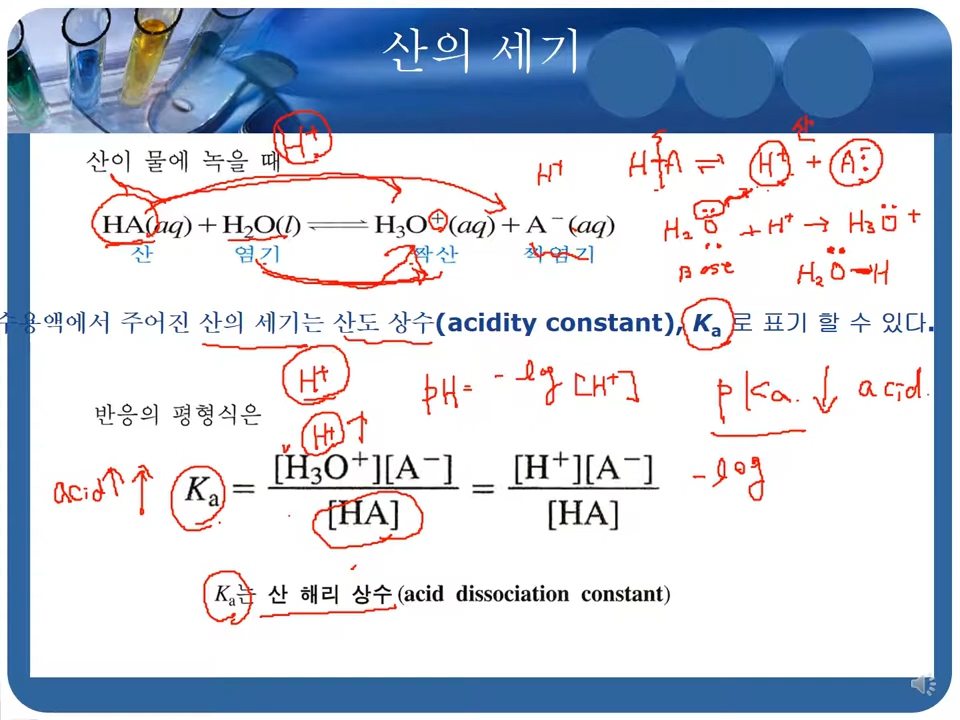 산의 세기
산이 물에 녹을 때
H⁺
H⁺
산
H+A ⇌ H⁺ + A:
HA(aq) + H₂O(l) ⇌ H₃O⁺(aq) + A⁻(aq)
산 염기 짝산 짝염기
H₂O + H⁺ → H₃O +
Base
H₂O–H
수용액에서 주어진 산의 세기는 산도 상수(acidity constant), Kₐ 로 표기 할 수 있다.
H⁺
pH = - log [H⁺]
pKa ↓ acid.
반응의 평형식은
H⁺ ↑
- log
acid ↑ ↑
Kₐ = [H₃O⁺][A⁻] / [HA] = [H⁺][A⁻] / [HA]
Kₐ는 산 해리 상수(acid dissociation constant)